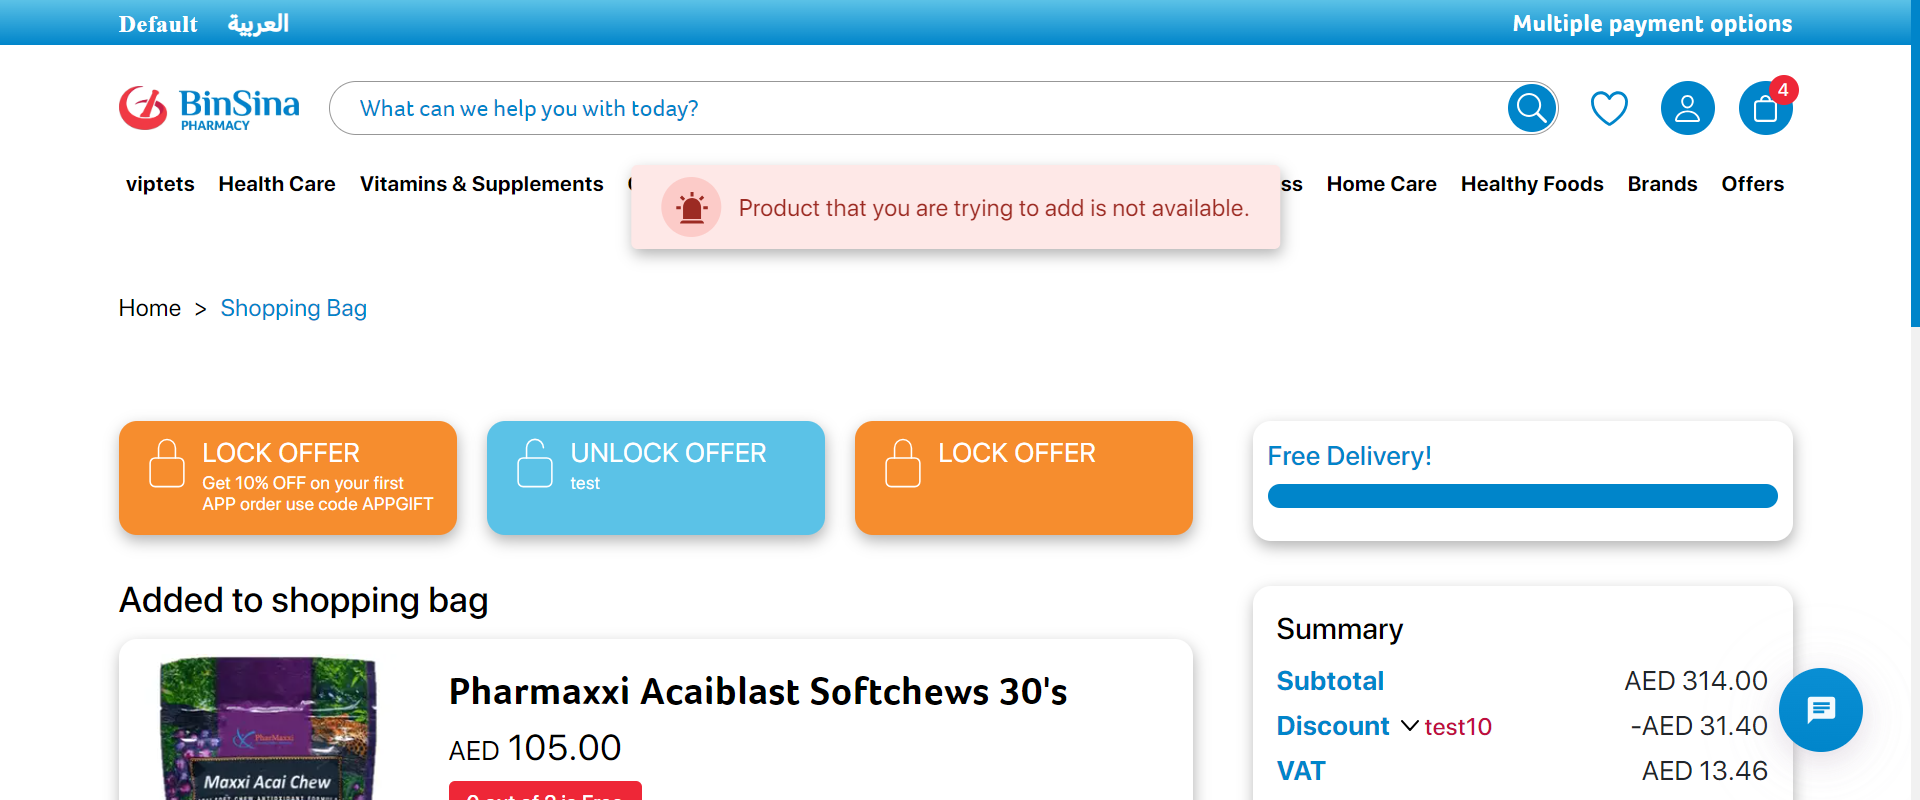 Default العربية
Multiple payment options
BinSina
PHARMACY
What can we help you with today?
4
viptets Health Care Vitamins & Supplements
Home Care Healthy Foods Brands Offers
Product that you are trying to add is not available.
Home > Shopping Bag
LOCK OFFER
Get 10% OFF on your first
APP order use code APPGIFT
UNLOCK OFFER
test
LOCK OFFER
Free Delivery!
Added to shopping bag
Pharmaxxi Acaiblast Softchews 30's
AED 105.00
PharMaxxi
Maxxi Acai Chew
Summary
Subtotal AED 314.00
Discount test10 -AED 31.40
VAT AED 13.46